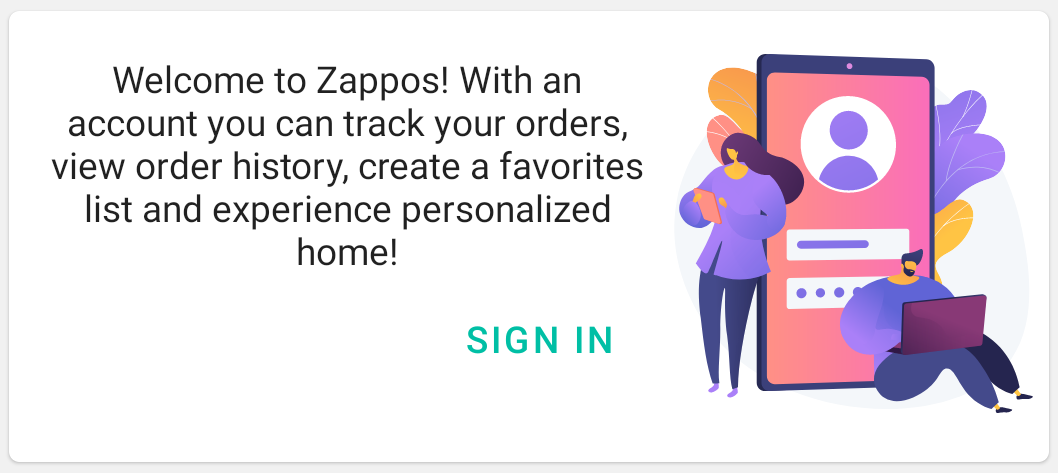 Welcome to Zappos! With an
account you can track your orders,
view order history, create a favorites
list and experience personalized
home!
SIGN IN